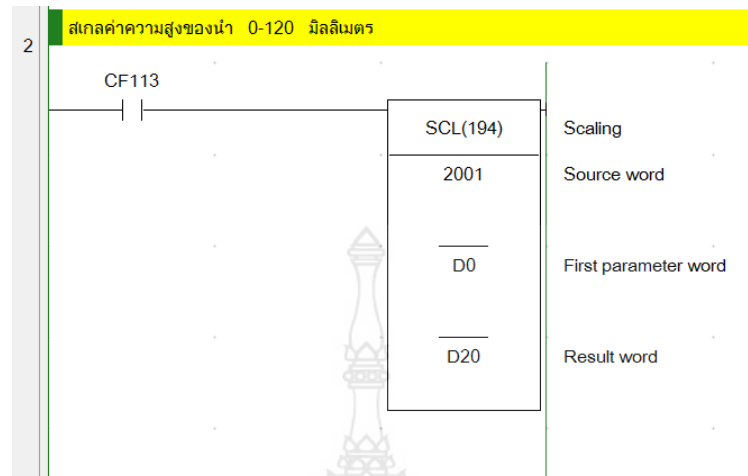 สเกลค่าความสูงของน้ำ 0-120 มิลลิเมตร
2
CF113
SCL(194) Scaling
2001 Source word
D0 First parameter word
D20 Result word